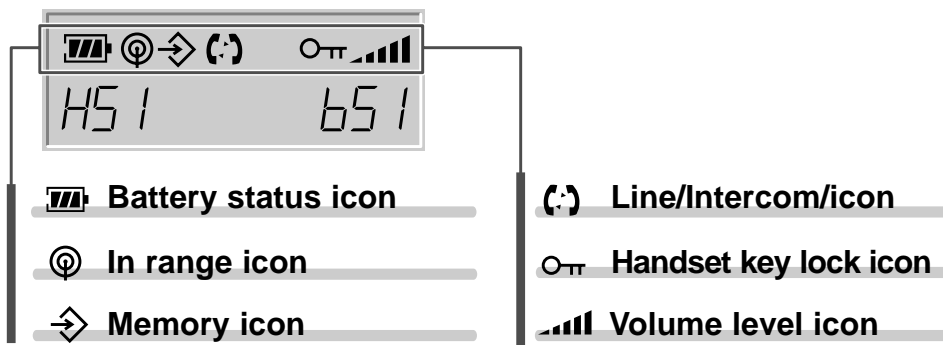 HS1 bS1
Battery status icon
In range icon
Memory icon
Line/Intercom/icon
Handset key lock icon
Volume level icon